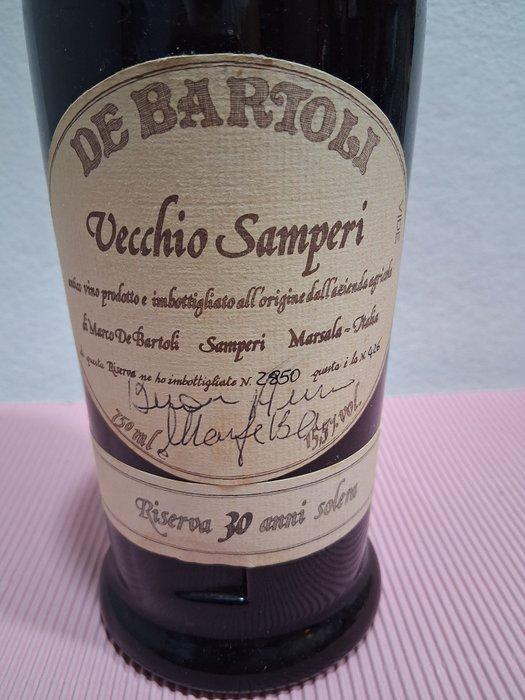 DE BARTOLI
Vecchio Samperi
antico vino prodotto e imbottigliato all'origine dall'azienda agricola
di Marco De Bartoli Samperi Marsala - Italia
di questa Riserva ne ho imbottigliate N. 2850 questa è la N. 426
750 ml
Riserva 30 anni solera
VIDE